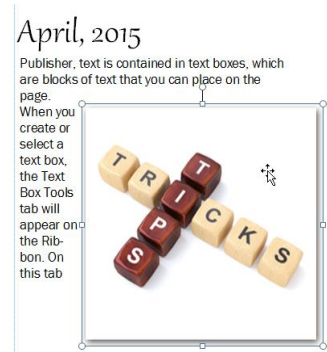 April, 2015
Publisher, text is contained in text boxes, which
are blocks of text that you can place on the
page.
When you
create or
select a
text box,
the Text
Box Tools
tab will
appear on
the Rib-
bon. On
this tab
TRICKS
TIPS